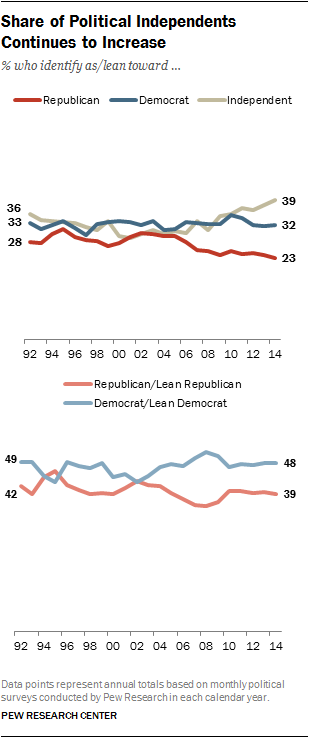 Share of Political Independents
Continues to Increase
% who identify as/lean toward ...
Republican Democrat Independent
36
33
28
39
32
23
92 94 96 98 00 02 04 06 08 10 12 14
Republican/Lean Republican
Democrat/Lean Democrat
49
42
48
39
92 94 96 98 00 02 04 06 08 10 12 14
Data points represent annual totals based on monthly political
surveys conducted by Pew Research in each calendar year.
PEW RESEARCH CENTER